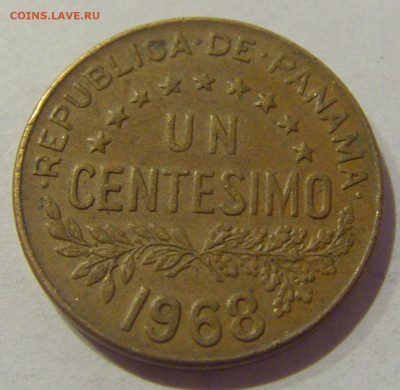 COINS.LAVE.RU
·REPUBLICA·DE·PANAMA·
UN
CENTESIMO
1968